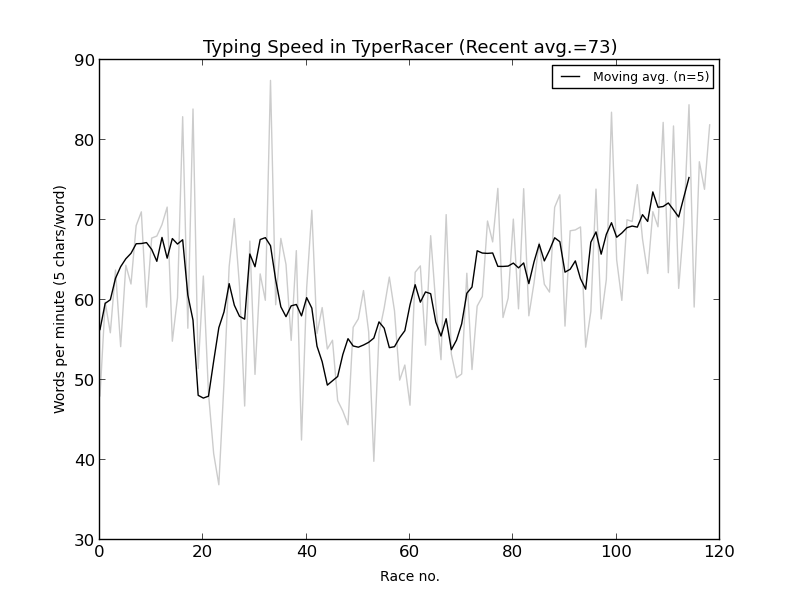 Typing Speed in TyperRacer (Recent avg.=73)
Moving avg. (n=5)
Words per minute (5 chars/word)
90
80
70
60
50
40
30
0 20 40 60 80 100 120
Race no.